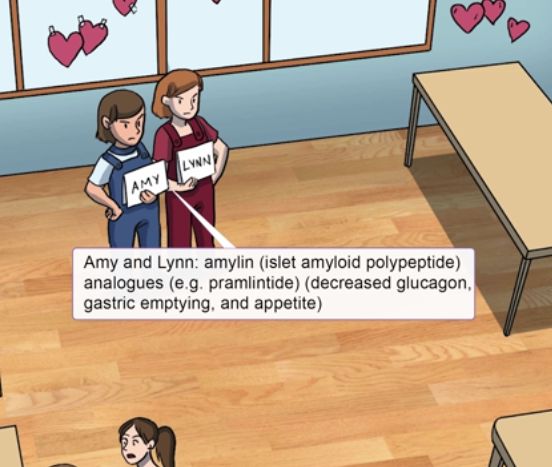 AMY
LYNN
Amy and Lynn: amylin (islet amyloid polypeptide)
analogues (e.g. pramlintide) (decreased glucagon,
gastric emptying, and appetite)